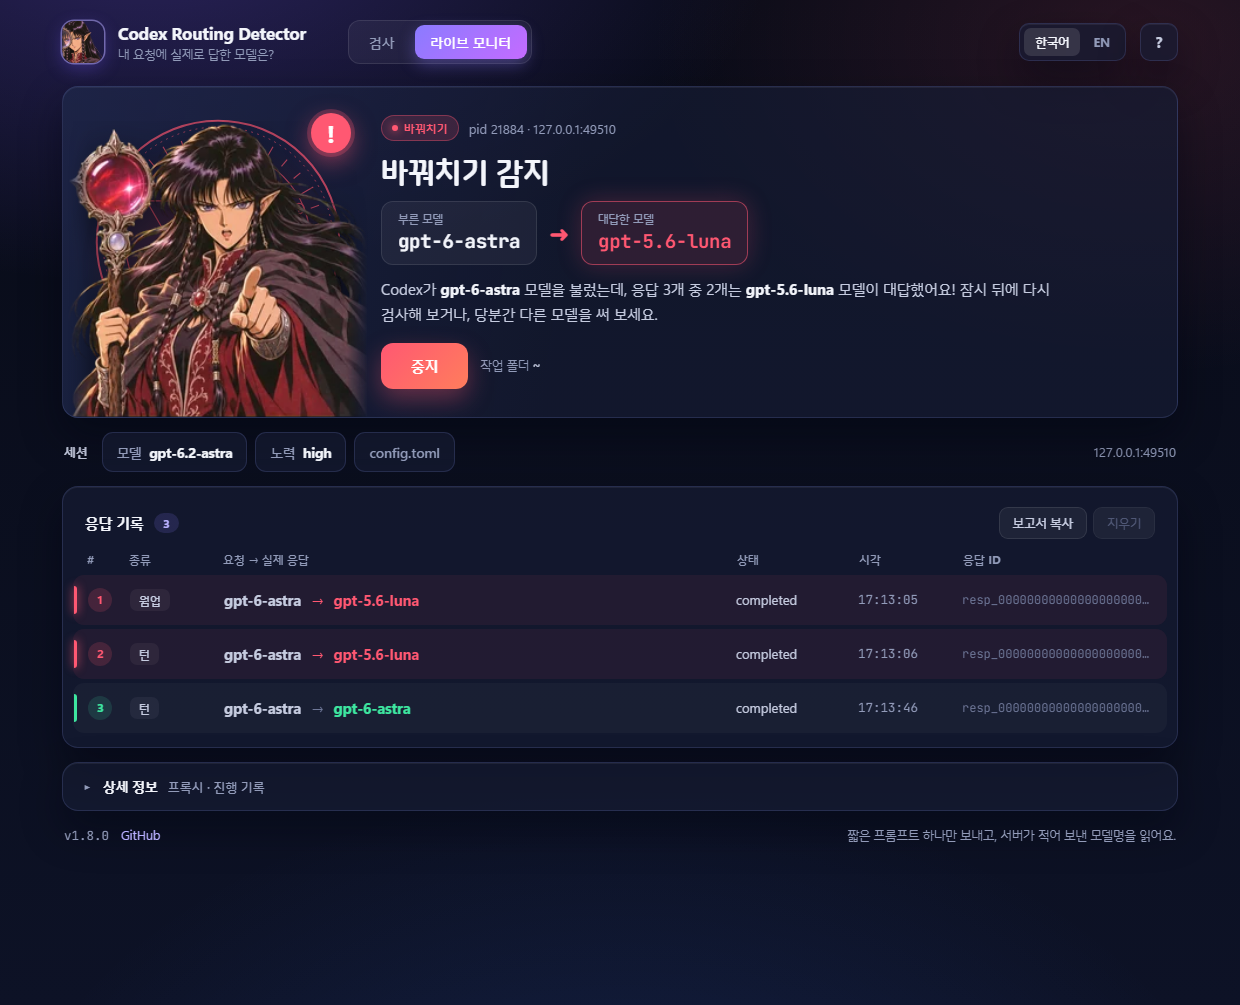 Codex Routing Detector
내 요청에 실제로 답한 모델은?
검사
라이브 모니터
한국어
EN
?
!
바꿔치기
pid 21884 · 127.0.0.1:49510
바꿔치기 감지
부른 모델
gpt-6-astra
→
대답한 모델
gpt-5.6-luna
Codex가 gpt-6-astra 모델을 불렀는데, 응답 3개 중 2개는 gpt-5.6-luna 모델이 대답했어요! 잠시 뒤에 다시
검사해 보거나, 당분간 다른 모델을 써 보세요.
중지
작업 폴더 ~
세션
모델 gpt-6.2-astra
노력 high
config.toml
127.0.0.1:49510
응답 기록 3
보고서 복사
지우기
# 종류 요청 → 실제 응답 상태 시각 응답 ID
1 웜업 gpt-6-astra → gpt-5.6-luna completed 17:13:05 resp_00000000000000000000…
2 턴 gpt-6-astra → gpt-5.6-luna completed 17:13:06 resp_00000000000000000000…
3 턴 gpt-6-astra → gpt-6-astra completed 17:13:46 resp_00000000000000000000…
▸ 상세 정보 프록시 · 진행 기록
v1.8.0 GitHub
짧은 프롬프트 하나만 보내고, 서버가 적어 보낸 모델명을 읽어요.